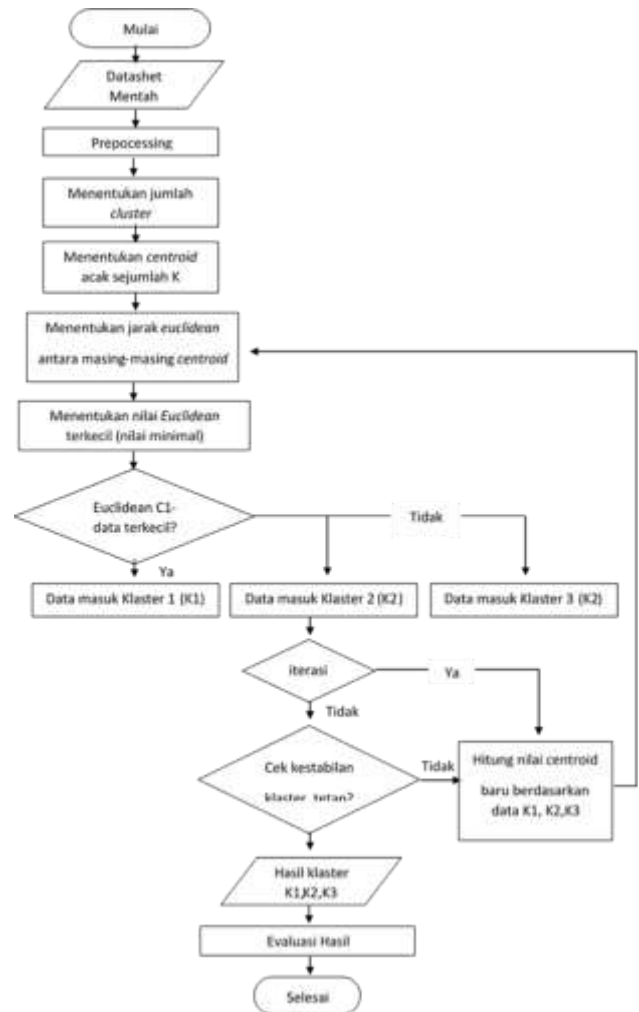 Mulai
Datashet
Mentah
Prepocessing
Menentukan jumlah
cluster
Menentukan centroid
acak sejumlah K
Menentukan jarak euclidean
antara masing-masing centroid
Menentukan nilai Euclidean
terkecil (nilai minimal)
Euclidean C1-
data terkecil?
Tidak
Ya
Data masuk Klaster 1 (K1)
Data masuk Klaster 2 (K2)
Data masuk Klaster 3 (K2)
iterasi
Ya
Tidak
Cek kestabilan
klaster, tetap?
Tidak
Hitung nilai centroid
baru berdasarkan
data K1, K2,K3
Hasil klaster
K1,K2,K3
Evaluasi Hasil
Selesai